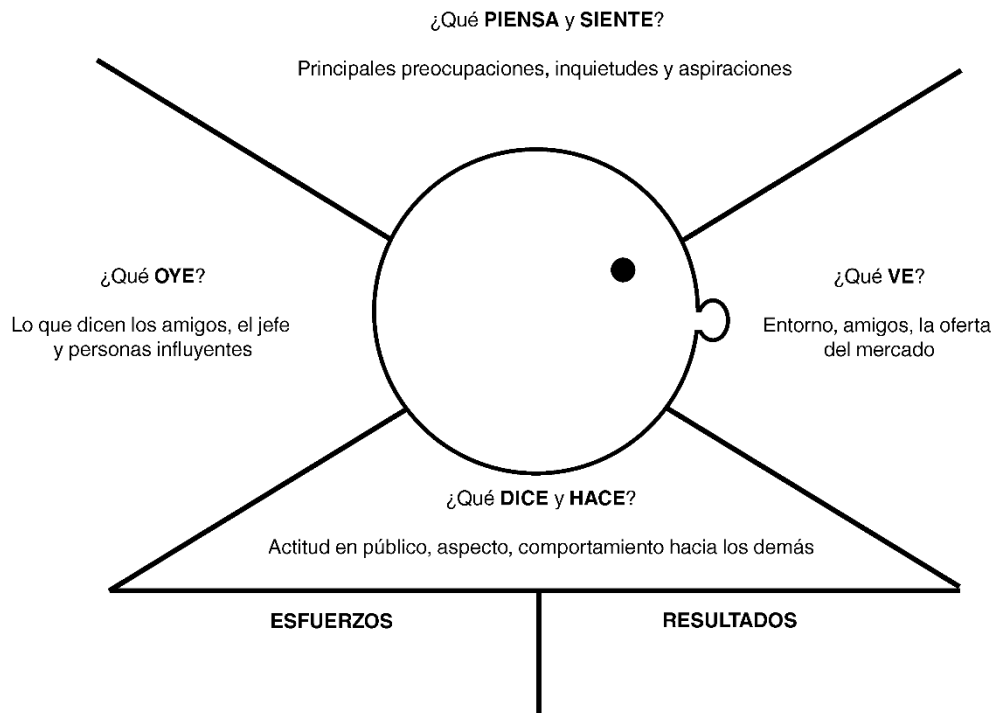 ¿Qué PIENSA y SIENTE?
Principales preocupaciones, inquietudes y aspiraciones
¿Qué OYE?
Lo que dicen los amigos, el jefe
y personas influyentes
¿Qué VE?
Entorno, amigos, la oferta
del mercado
¿Qué DICE y HACE?
Actitud en público, aspecto, comportamiento hacia los demás
ESFUERZOS
RESULTADOS